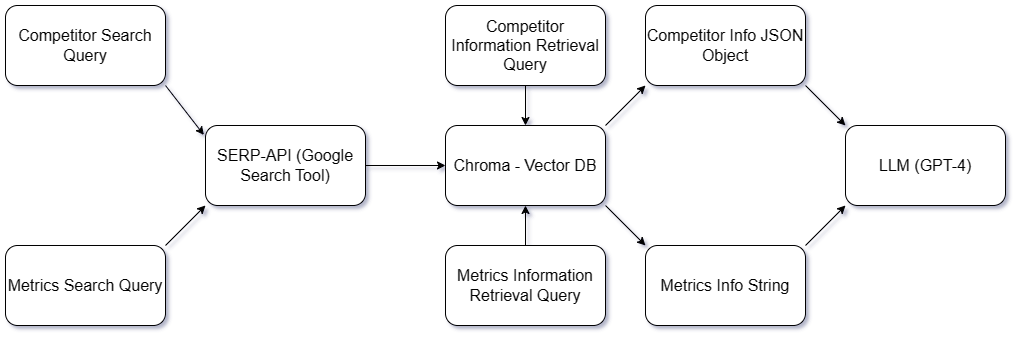 Competitor Search
Query
Competitor
Information Retrieval
Query
Competitor Info JSON
Object
SERP-API (Google
Search Tool)
Chroma - Vector DB
LLM (GPT-4)
Metrics Search Query
Metrics Information
Retrieval Query
Metrics Info String